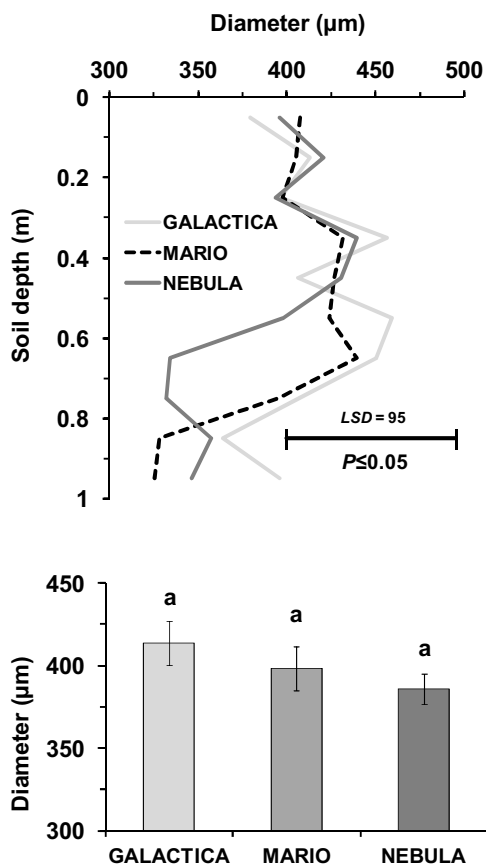 Diameter (μm)
300 350 400 450 500
0
0.2
0.4
0.6
0.8
1
Soil depth (m)
GALACTICA
MARIO
NEBULA
LSD = 95
P≤0.05
450
400
350
300
Diameter (μm)
a a a
GALACTICA MARIO NEBULA